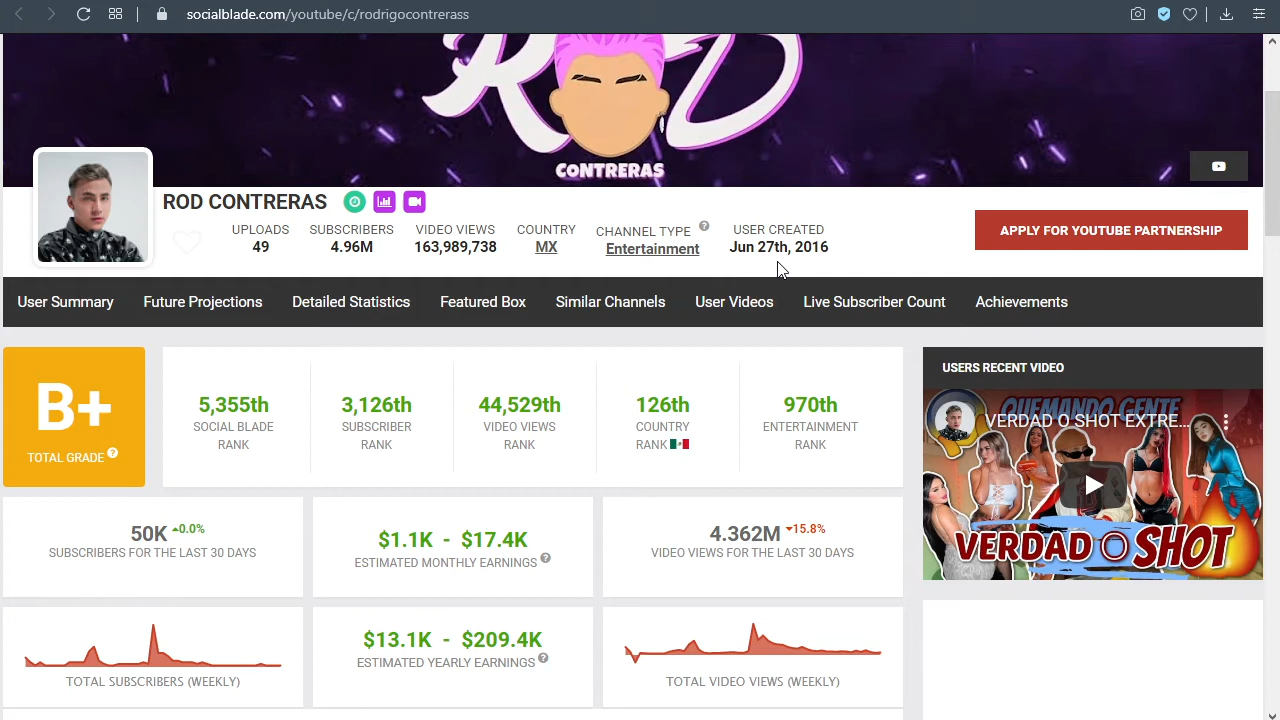 socialblade.com/youtube/c/rodrigocontrerass
ROD
CONTRERAS
ROD CONTRERAS
UPLOADS SUBSCRIBERS VIDEO VIEWS COUNTRY CHANNEL TYPE ? USER CREATED
49 4.96M 163,989,738 MX Entertainment Jun 27th, 2016
APPLY FOR YOUTUBE PARTNERSHIP
User Summary Future Projections Detailed Statistics Featured Box Similar Channels User Videos Live Subscriber Count Achievements
B+
TOTAL GRADE ?
5,355th 3,126th 44,529th 126th 970th
SOCIAL BLADE SUBSCRIBER VIDEO VIEWS COUNTRY ENTERTAINMENT
RANK RANK RANK RANK RANK
USERS RECENT VIDEO
QUEMANDO GENTE
VERDAD O SHOT EXTRE...
VERDAD O SHOT
50K 0.0%
SUBSCRIBERS FOR THE LAST 30 DAYS
$1.1K - $17.4K
ESTIMATED MONTHLY EARNINGS ?
4.362M 15.8%
VIDEO VIEWS FOR THE LAST 30 DAYS
TOTAL SUBSCRIBERS (WEEKLY)
$13.1K - $209.4K
ESTIMATED YEARLY EARNINGS ?
TOTAL VIDEO VIEWS (WEEKLY)